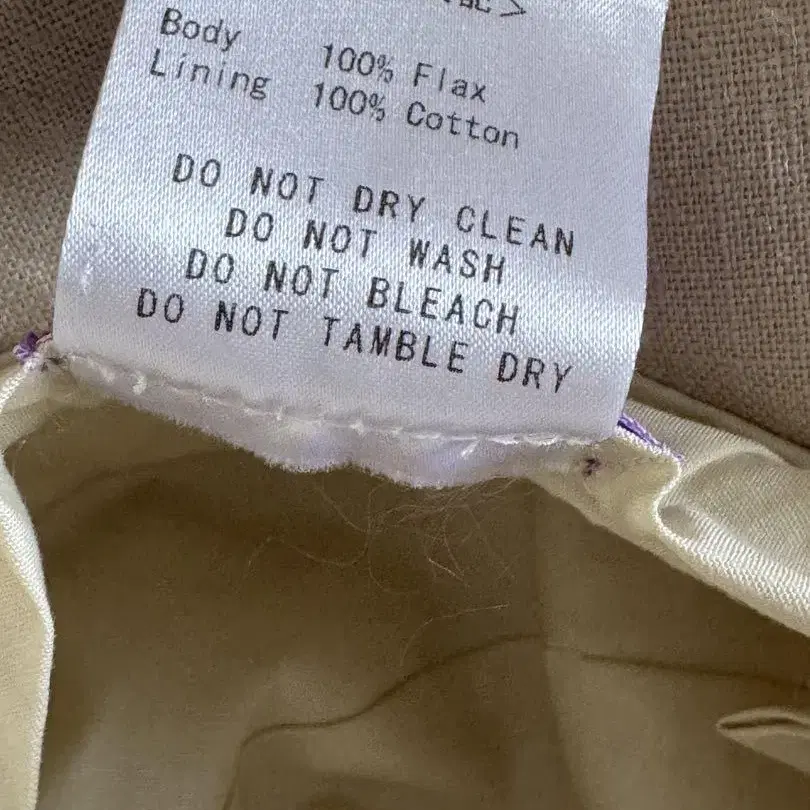 Body 100% Flax
Lining 100% Cotton
DO NOT DRY CLEAN
DO NOT WASH
DO NOT BLEACH
DO NOT TAMBLE DRY